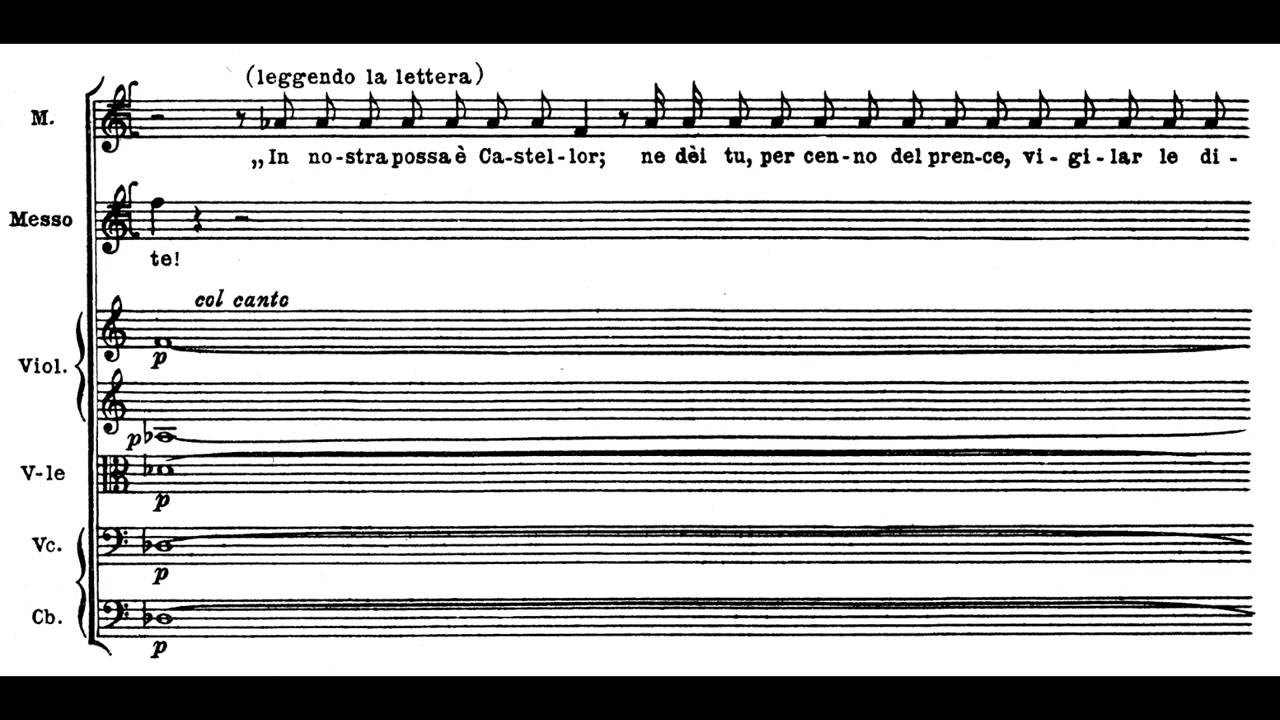 (leggendo la lettera)
M.
„In no-stra possa è Ca-stel-lor; ne dèi tu, per cen-no del pren-ce, vi-gi-lar le di-
Messo
te!
col canto
Viol.
p
p
V-le
p
Vc.
p
Cb.
p